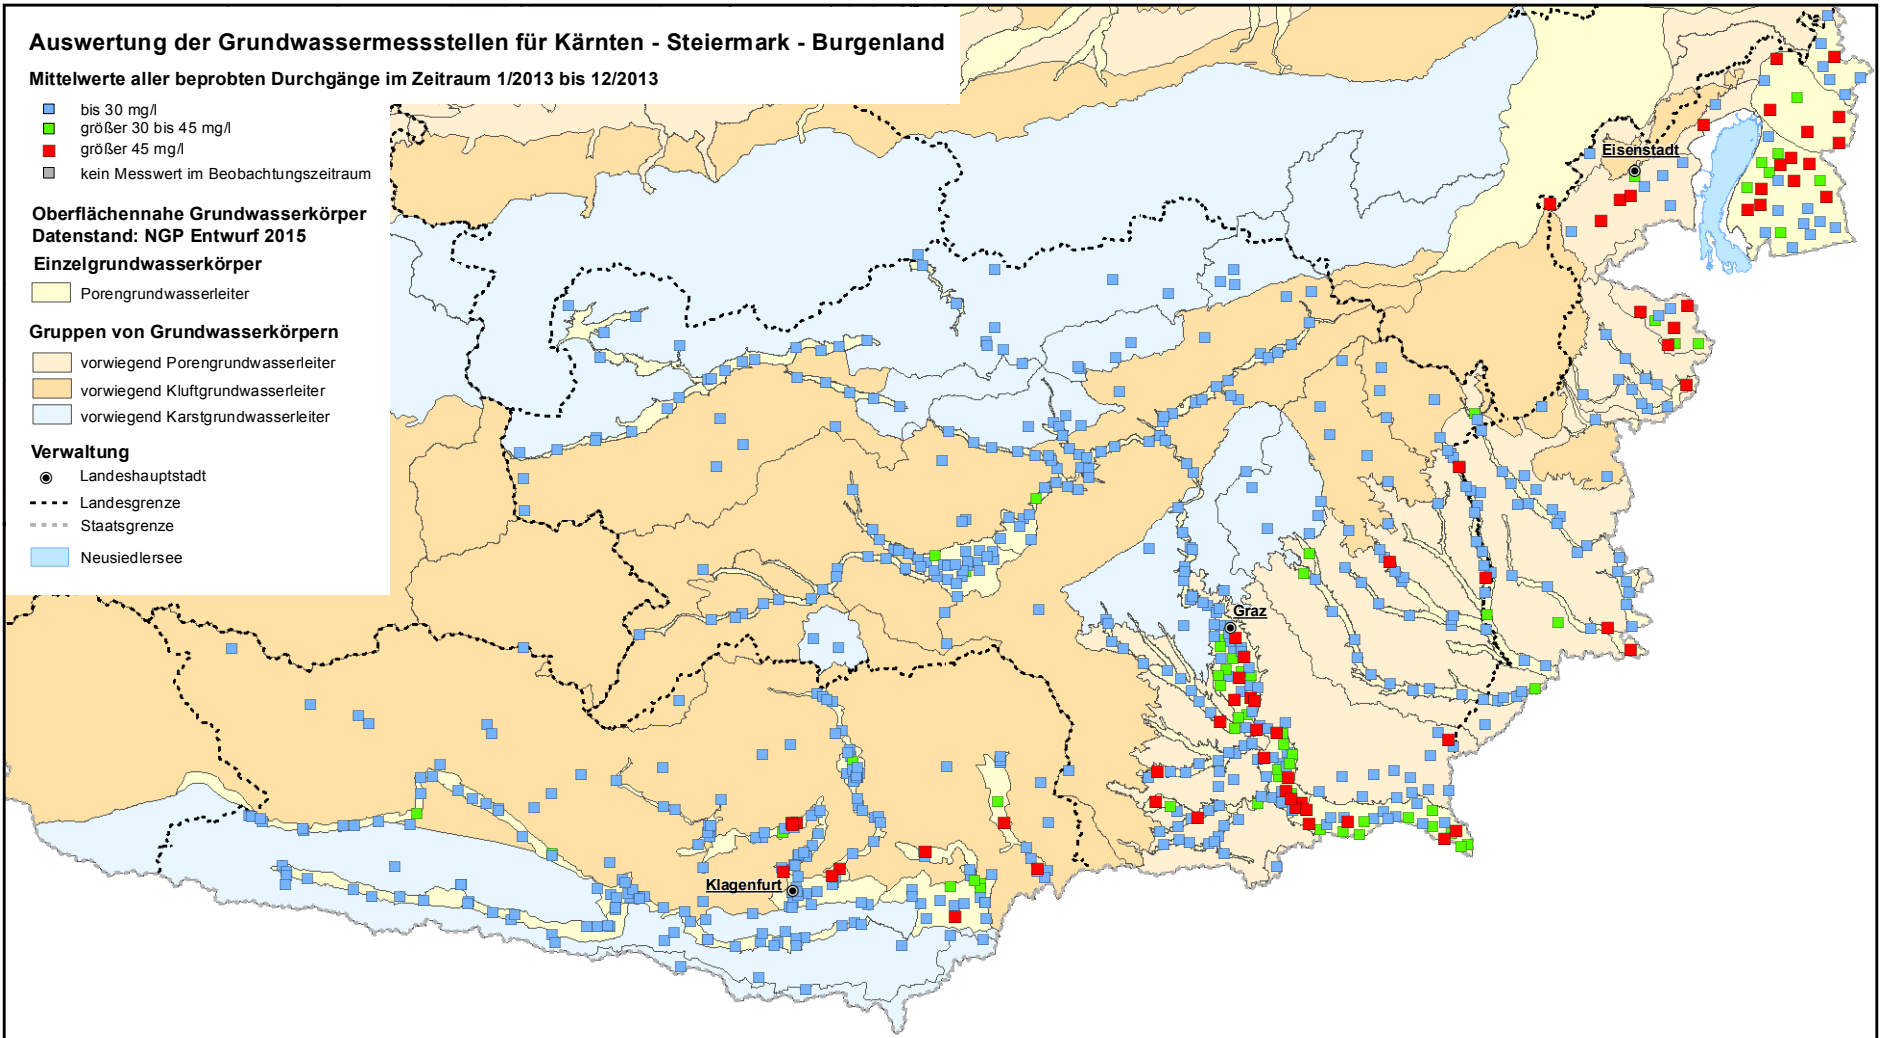 Auswertung der Grundwassermessstellen für Kärnten - Steiermark - Burgenland
Mittelwerte aller beprobten Durchgänge im Zeitraum 1/2013 bis 12/2013
bis 30 mg/l
größer 30 bis 45 mg/l
größer 45 mg/l
kein Messwert im Beobachtungszeitraum
Oberflächennahe Grundwasserkörper
Datenstand: NGP Entwurf 2015
Einzelgrundwasserkörper
Porengrundwasserleiter
Gruppen von Grundwasserkörpern
vorwiegend Porengrundwasserleiter
vorwiegend Kluftgrundwasserleiter
vorwiegend Karstgrundwasserleiter
Verwaltung
Landeshauptstadt
Landesgrenze
Staatsgrenze
Neusiedlersee
Eisenstadt
Graz
Klagenfurt